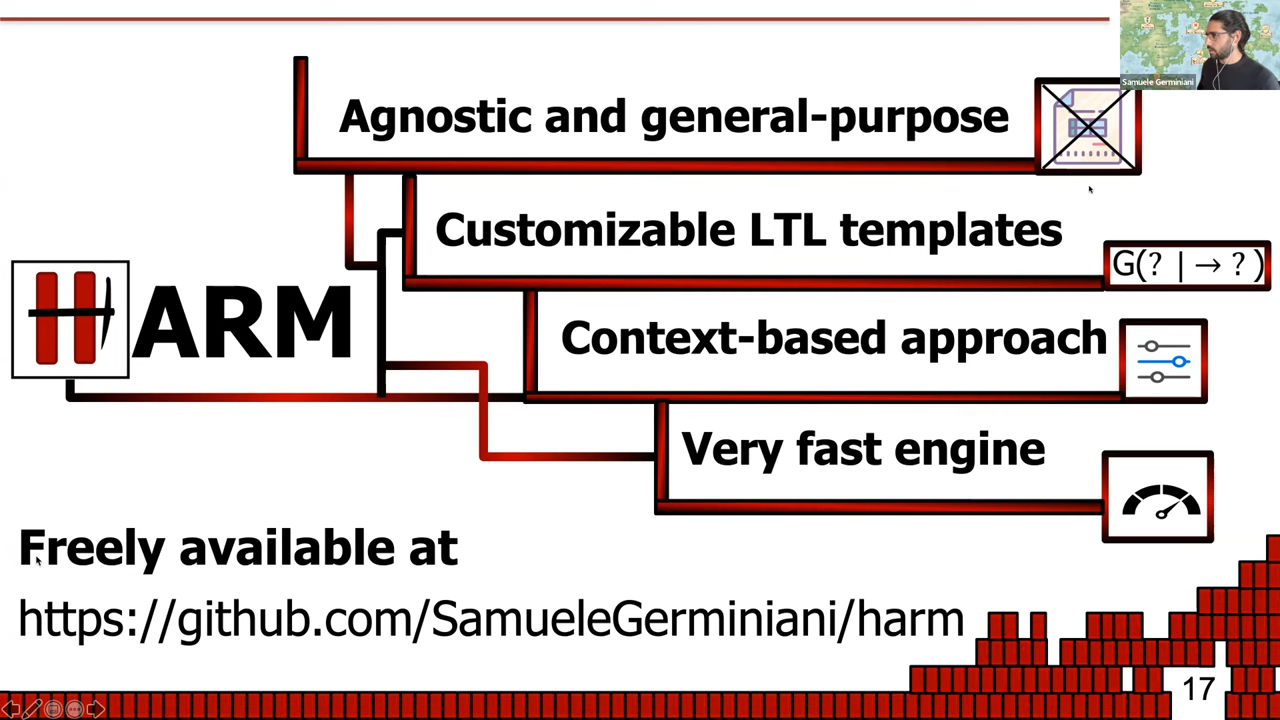 Samuele Germiniani
Agnostic and general-purpose
Customizable LTL templates
G(? | → ?)
HARM
Context-based approach
Very fast engine
Freely available at
https://github.com/SamueleGerminiani/harm
17